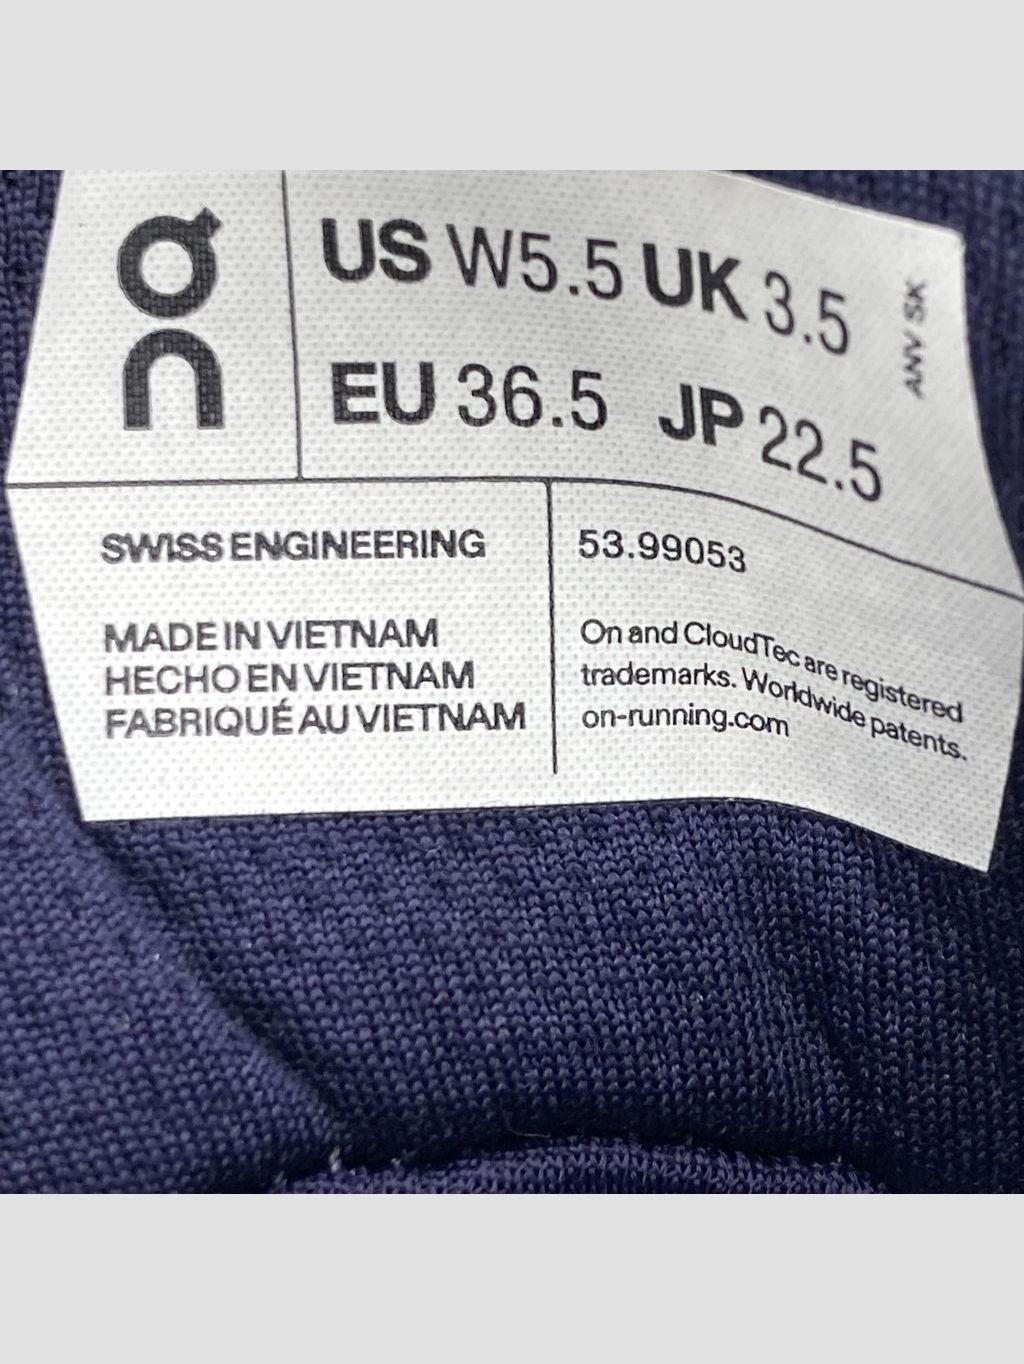 On
US W5.5 UK 3.5
EU 36.5 JP 22.5
ANV SK
SWISS ENGINEERING
MADE IN VIETNAM
HECHO EN VIETNAM
FABRIQUÉ AU VIETNAM
53.99053
On and CloudTec are registered
trademarks. Worldwide patents.
on-running.com